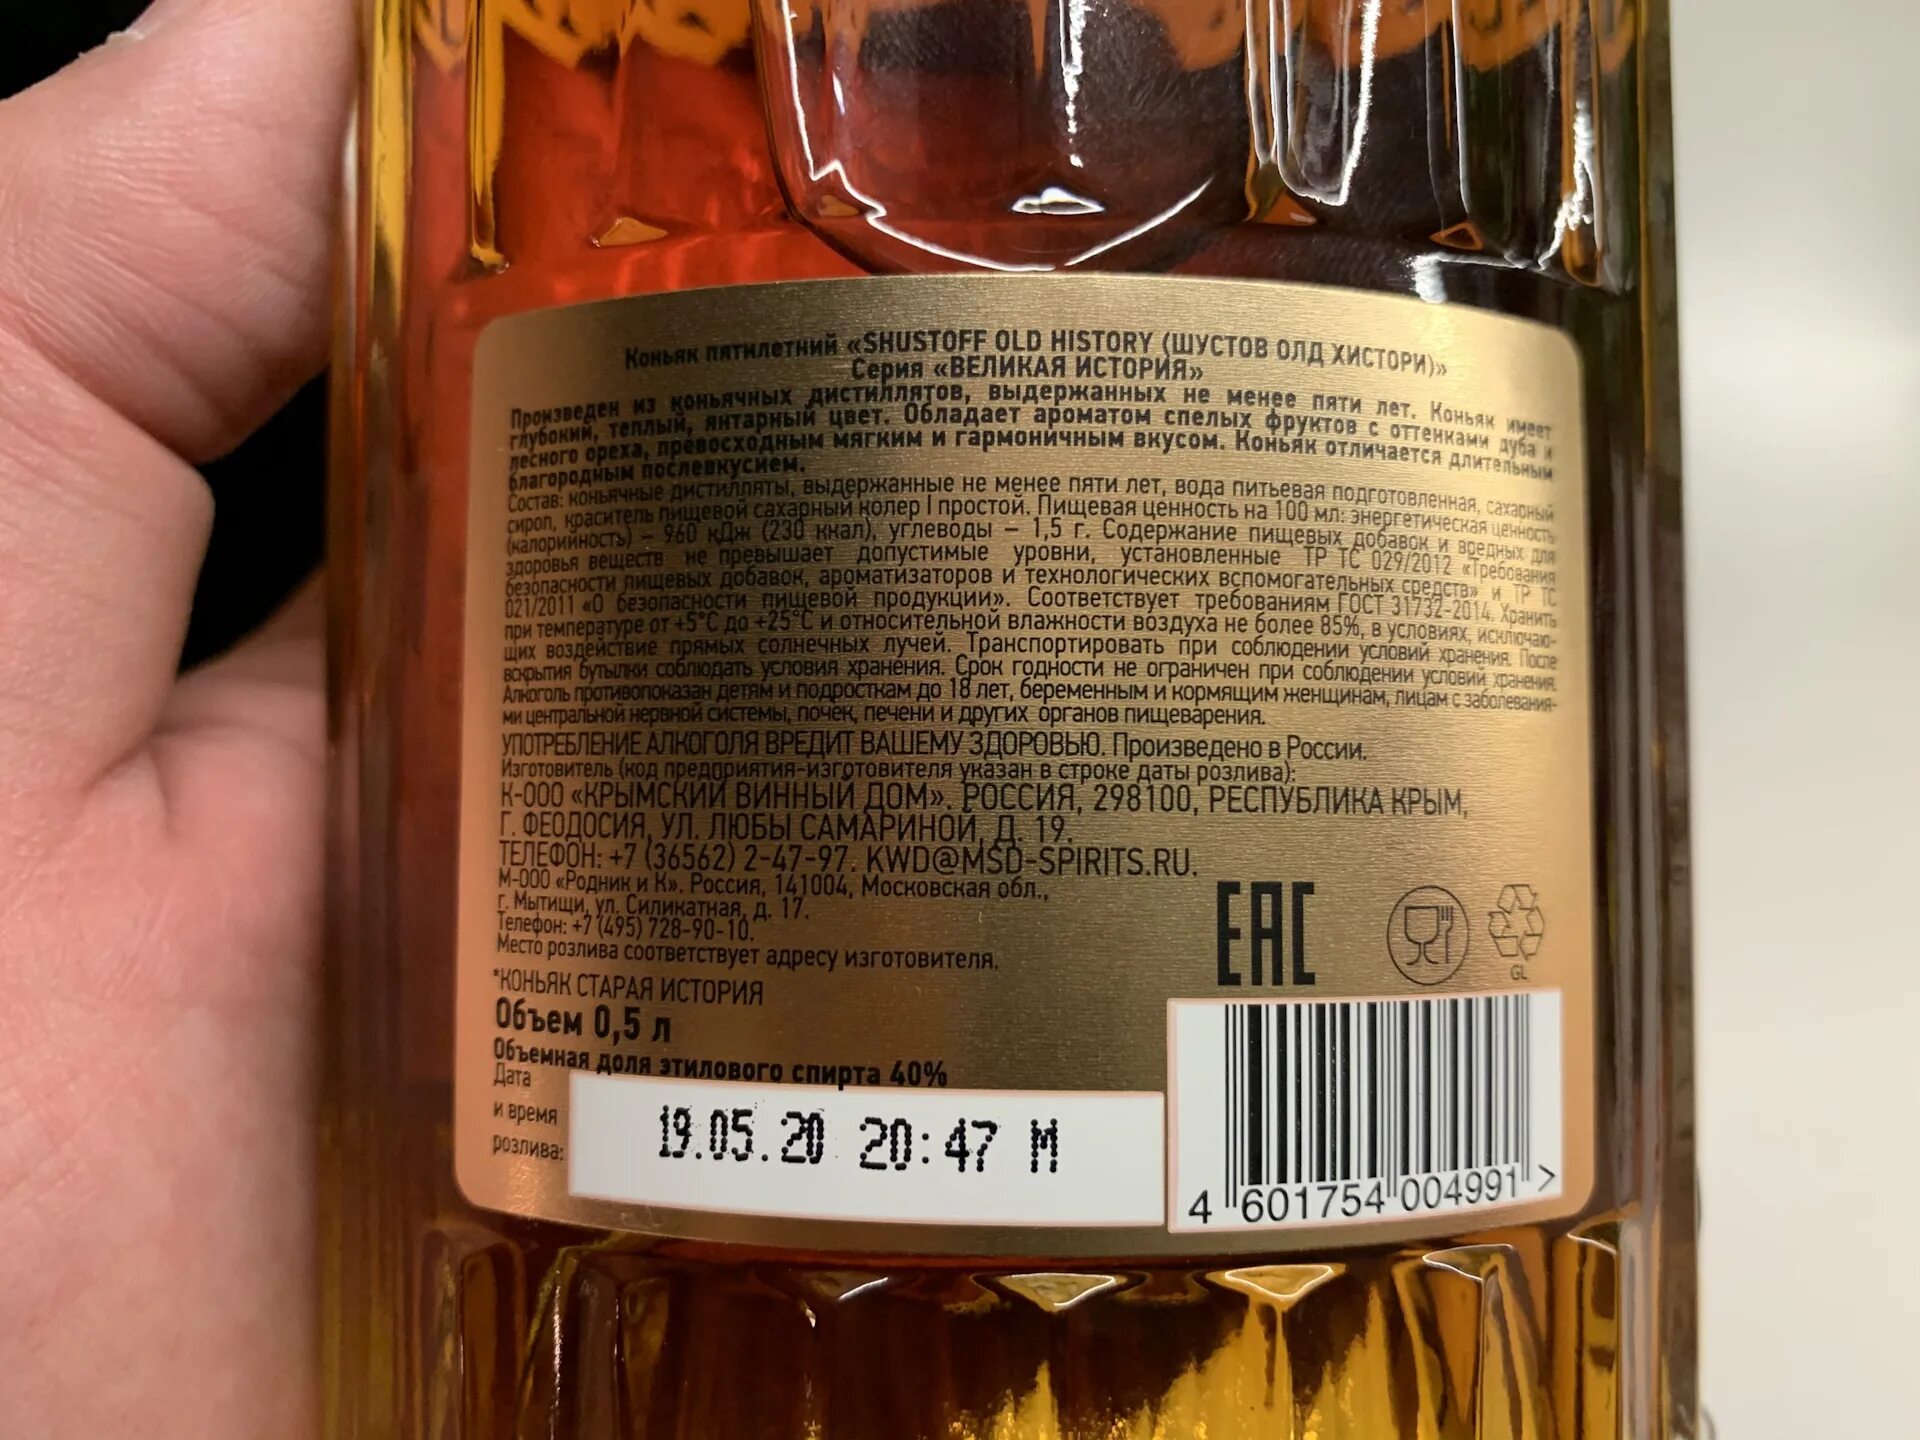 Коньяк пятилетний «SHUSTOFF OLD HISTORY (ШУСТОВ ОЛД ХИСТОРИ)»
Серия «ВЕЛИКАЯ ИСТОРИЯ»
Произведен из коньячных дистиллятов, выдержанных не менее пяти лет. Коньяк имеет
глубокий, теплый, янтарный цвет. Обладает ароматом спелых фруктов с оттенками дуба и
лесного ореха, превосходным мягким и гармоничным вкусом. Коньяк отличается длительным
благородным послевкусием.
Состав: коньячные дистилляты, выдержанные не менее пяти лет, вода питьевая подготовленная, сахарный
сироп, краситель пищевой сахарный колер I простой. Пищевая ценность на 100 мл: энергетическая ценность
(калорийность) – 960 кДж (230 ккал), углеводы – 1,5 г. Содержание пищевых добавок и вредных для
здоровья веществ не превышает допустимые уровни, установленные ТР ТС 029/2012 «Требования
безопасности пищевых добавок, ароматизаторов и технологических вспомогательных средств» и ТР ТС
021/2011 «О безопасности пищевой продукции». Соответствует требованиям ГОСТ 31732-2014. Хранить
при температуре от +5°С до +25°С и относительной влажности воздуха не более 85%, в условиях, исключаю-
щих воздействие прямых солнечных лучей. Транспортировать при соблюдении условий хранения. После
вскрытия бутылки соблюдать условия хранения. Срок годности не ограничен при соблюдении условий хранения.
Алкоголь противопоказан детям и подросткам до 18 лет, беременным и кормящим женщинам, лицам с заболевания-
ми центральной нервной системы, почек, печени и других органов пищеварения.
УПОТРЕБЛЕНИЕ АЛКОГОЛЯ ВРЕДИТ ВАШЕМУ ЗДОРОВЬЮ. Произведено в России.
Изготовитель (код предприятия-изготовителя указан в строке даты розлива):
К-ООО «КРЫМСКИЙ ВИННЫЙ ДОМ». РОССИЯ, 298100, РЕСПУБЛИКА КРЫМ,
Г. ФЕОДОСИЯ, УЛ. ЛЮБЫ САМАРИНОЙ, Д. 19.
ТЕЛЕФОН: +7 (36562) 2-47-97. KWD@MSD-SPIRITS.RU.
М-ООО «Родник и К». Россия, 141004, Московская обл.,
г. Мытищи, ул. Силикатная, д. 17.
Телефон: +7 (495) 728-90-10.
Место розлива соответствует адресу изготовителя.
*КОНЬЯК СТАРАЯ ИСТОРИЯ
Объем 0,5 л
Объемная доля этилового спирта 40%
Дата
и время
розлива:
19.05.20 20:47 М
EAC
GL
4 601754 004991 >